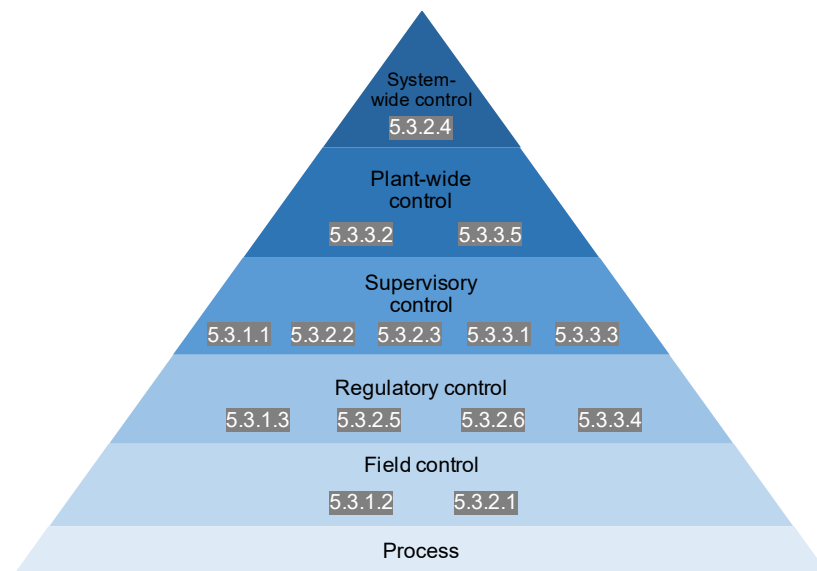 System-
wide control
5.3.2.4
Plant-wide
control
5.3.3.2 5.3.3.5
Supervisory
control
5.3.1.1 5.3.2.2 5.3.2.3 5.3.3.1 5.3.3.3
Regulatory control
5.3.1.3 5.3.2.5 5.3.2.6 5.3.3.4
Field control
5.3.1.2 5.3.2.1
Process